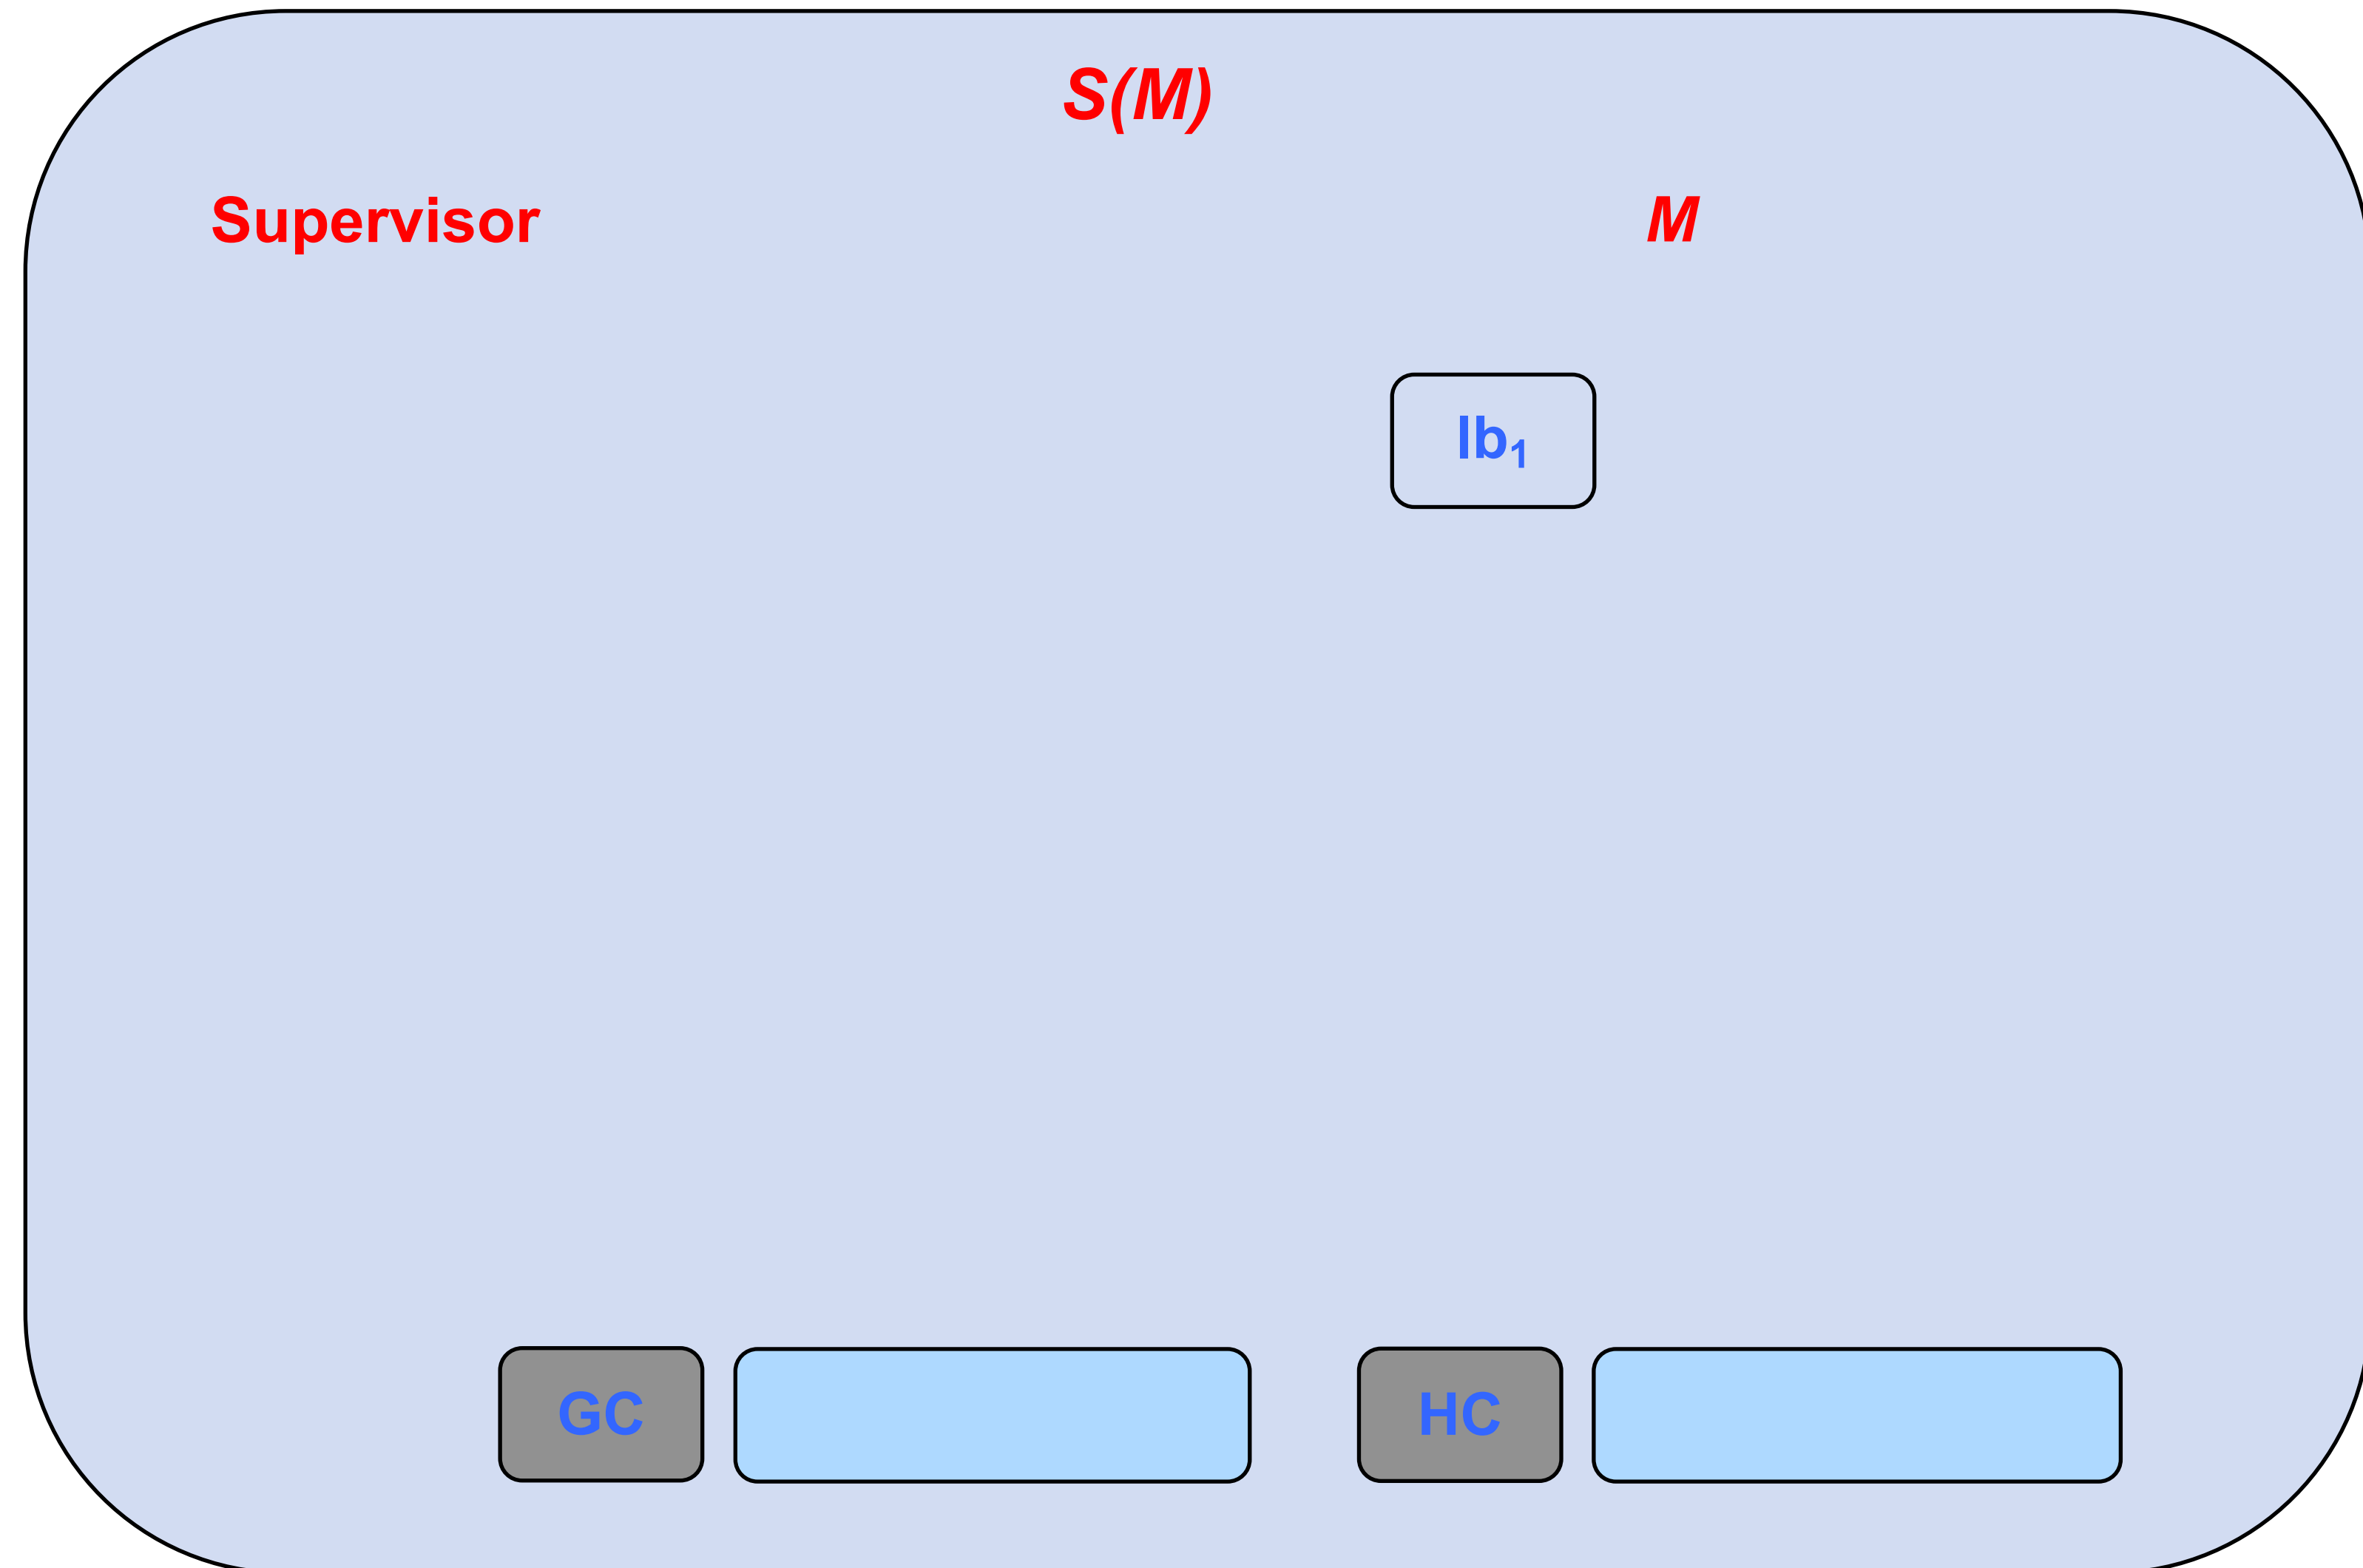 S(M)
Supervisor
M
Ib₁
GC
HC